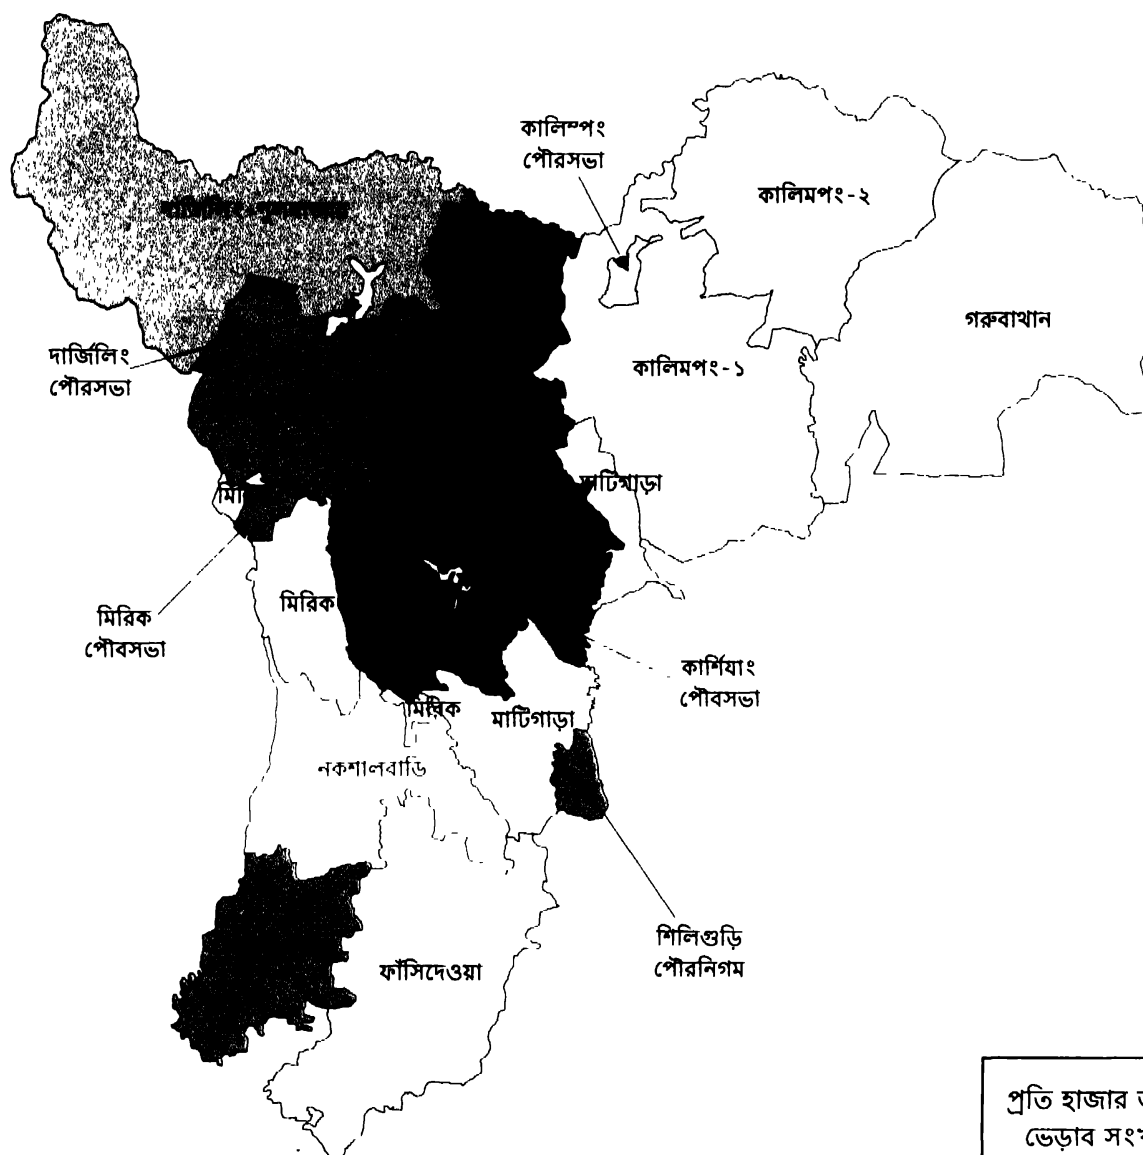 কালিম্পং
পৌরসভা
কালিমপং-২
গরুবাথান
দার্জিলিং
পৌরসভা
কালিমপং-১
মাটিগাড়া
মিরিক
মিরিক
পৌবসভা
কার্শিযাং
পৌবসভা
মিরিক
মাটিগাড়া
নকশালবাডি
শিলিগুড়ি
পৌরনিগম
ফাঁসিদেওয়া
প্রতি হাজার
ভেড়াব